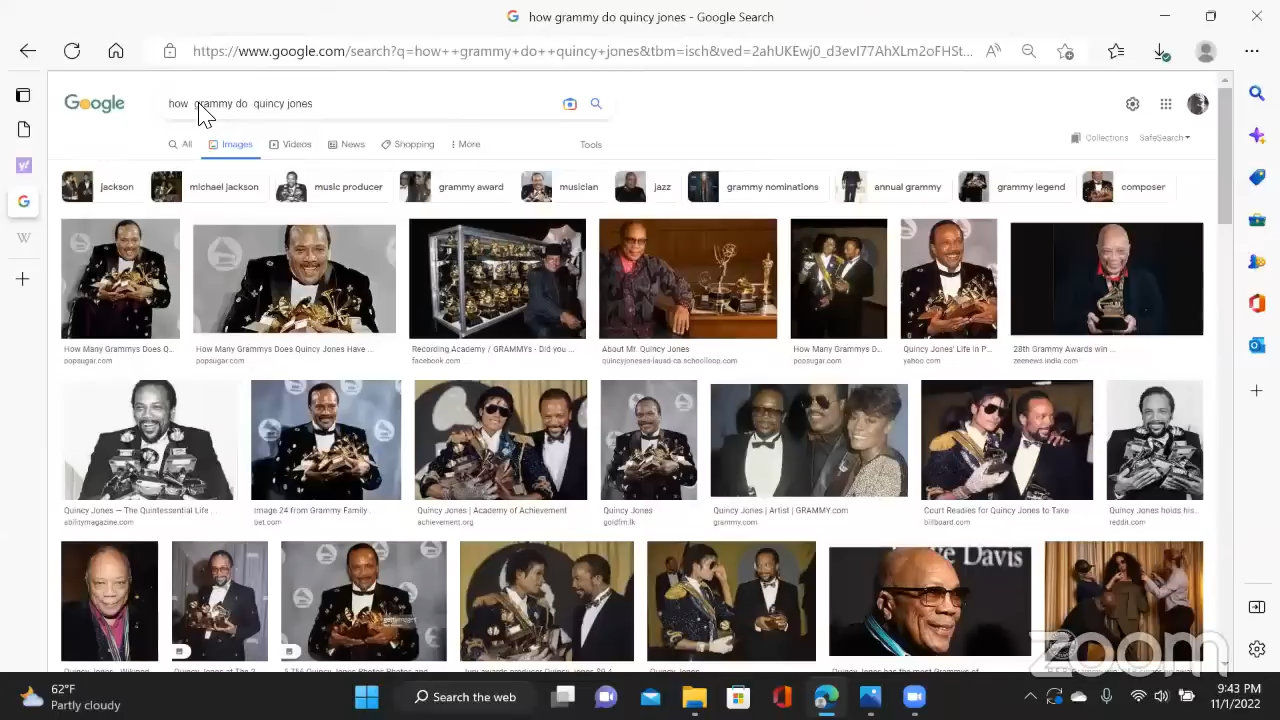 how grammy do quincy jones - Google Search
https://www.google.com/search?q=how++grammy+do++quincy+jones&tbm=isch&ved=2ahUKEwj0_d3evI77AhXLm2oFHSt...
Google
how grammy do quincy jones
All Images Videos News Shopping More Tools
Collections SafeSearch
jackson michael jackson music producer grammy award musician jazz grammy nominations annual grammy grammy legend composer
How Many Grammys Does Q... How Many Grammys Does Quincy Jones Have ... Recording Academy / GRAMMYs - Did you ... About Mr. Quincy Jones How Many Grammys D... Quincy Jones' Life in P... 28th Grammy Awards win ...
popsugar.com popsugar.com facebook.com yahoo.com zeenews.india.com
Quincy Jones — The Quintessential Life ... Image 24 from Grammy Family Quincy Jones | Academy of Achievement Quincy Jones Quincy Jones | Artist | GRAMMY.com Court Readies for Quincy Jones to Take Quincy Jones holds his..
abilitymagazine.com bet.com achievement.org goldfm.lk grammy.com billboard.com reddit.com
Davis
zoom
62°F
Partly cloudy
Search the web
9:43 PM
11/1/2022